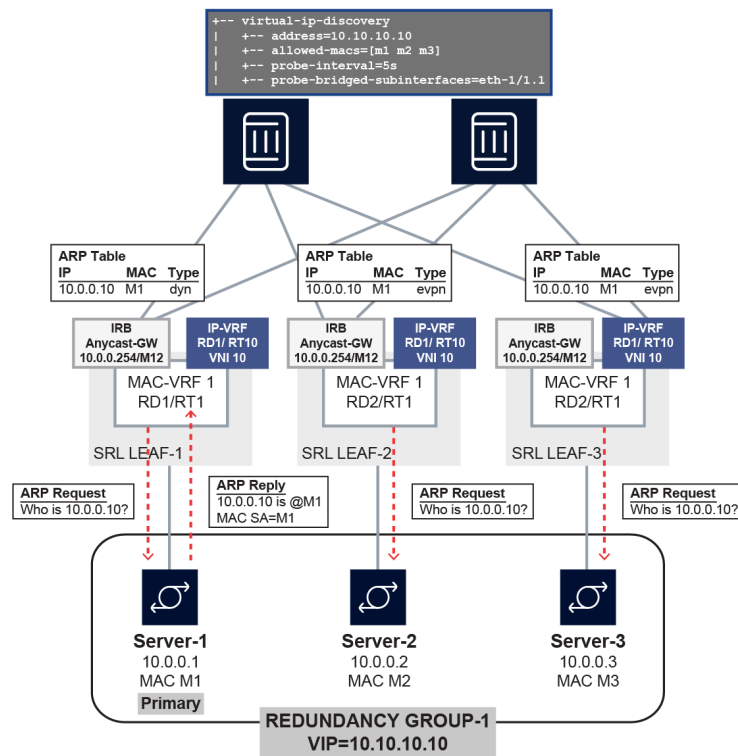 +-- virtual-ip-discovery
| +-- address=10.10.10.10
| +-- allowed-macs=[m1 m2 m3]
| +-- probe-interval=5s
| +-- probe-bridged-subinterfaces=eth-1/1.1
ARP Table
IP MAC Type
10.0.0.10 M1 dyn
ARP Table
IP MAC Type
10.0.0.10 M1 evpn
ARP Table
IP MAC Type
10.0.0.10 M1 evpn
IRB
Anycast-GW
10.0.0.254/M12
IP-VRF
RD1/ RT10
VNI 10
MAC-VRF 1
RD1/RT1
SRL LEAF-1
IRB
Anycast-GW
10.0.0.254/M12
IP-VRF
RD1/ RT10
VNI 10
MAC-VRF 1
RD2/RT1
SRL LEAF-2
IRB
Anycast-GW
10.0.0.254/M12
IP-VRF
RD1/ RT10
VNI 10
MAC-VRF 1
RD2/RT1
SRL LEAF-3
ARP Request
Who is 10.0.0.10?
ARP Reply
10.0.0.10 is @M1
MAC SA=M1
ARP Request
Who is 10.0.0.10?
ARP Request
Who is 10.0.0.10?
Server-1
10.0.0.1
MAC M1
Primary
Server-2
10.0.0.2
MAC M2
Server-3
10.0.0.3
MAC M3
REDUNDANCY GROUP-1
VIP=10.10.10.10